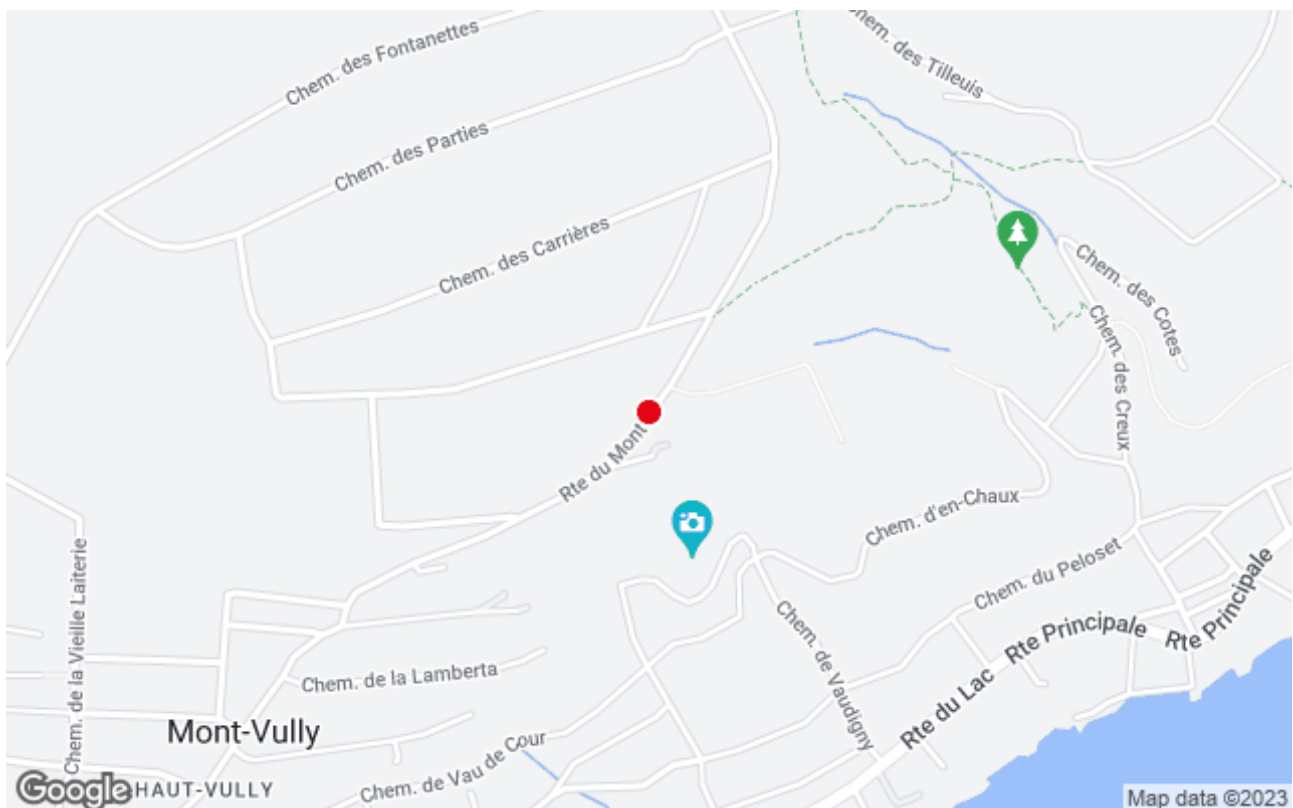 Chem. des Fontanettes
Chem. des Tilleuis
Chem. des Parties
Chem. des Carrières
Chem. des Cotes
Chem. des Creux
Rte du Mont
Chem. d'en-Chaux
Chem. du Peloset
Rte Principale
Rte Principale
Rte du Lac
Chem. de Vaudigny
Chem. de la Vieille Laiterie
Chem. de la Lamberta
Mont-Vully
Chem. de Vau de Cour
Google
HAUT-VULLY
Map data ©2023